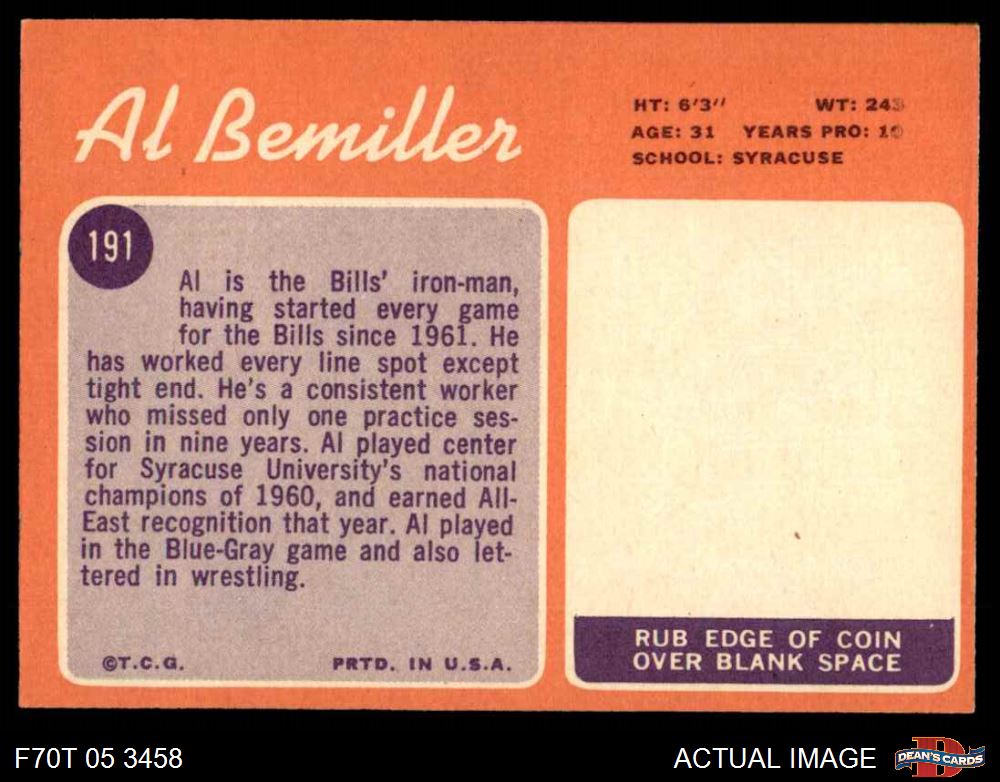 Al Bemiller
HT: 6'3" WT: 243
AGE: 31 YEARS PRO: 10
SCHOOL: SYRACUSE
191
Al is the Bills' iron-man,
having started every game
for the Bills since 1961. He
has worked every line spot except
tight end. He's a consistent worker
who missed only one practice ses-
sion in nine years. Al played center
for Syracuse University's national
champions of 1960, and earned All-
East recognition that year. Al played
in the Blue-Gray game and also let-
tered in wrestling.
©T.C.G. PRTD. IN U.S.A.
RUB EDGE OF COIN
OVER BLANK SPACE
F70T 05 3458
ACTUAL IMAGE
D
DEAN'S CARDS